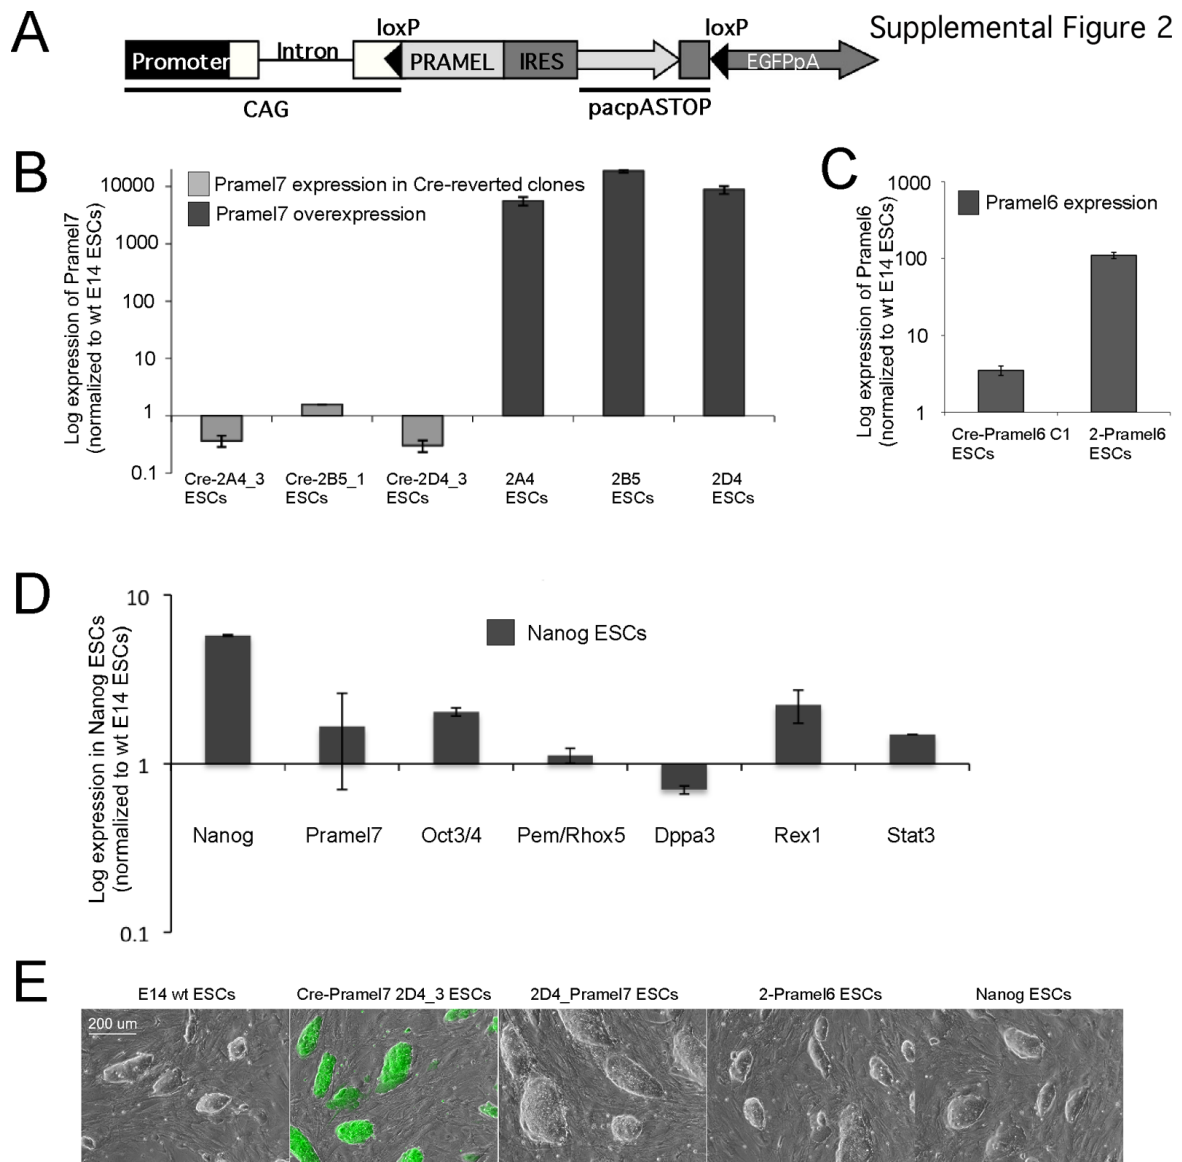 Supplemental Figure 2
A
loxP
loxP
Promoter
Intron
PRAMEL
IRES
EGFPpA
CAG
pacpASTOP
B
Log expression of Pramel7
(normalized to wt E14 ESCs)
10000
1000
100
10
1
0.1
Pramel7 expression in Cre-reverted clones
Pramel7 overexpression
Cre-2A4_3
ESCs
Cre-2B5_1
ESCs
Cre-2D4_3
ESCs
2A4
ESCs
2B5
ESCs
2D4
ESCs
C
Log expression of Pramel6
(normalized to wt E14 ESCs)
1000
100
10
1
Pramel6 expression
Cre-Pramel6 C1
ESCs
2-Pramel6
ESCs
D
Log expression in Nanog ESCs
(normalized to wt E14 ESCs)
10
1
0.1
Nanog ESCs
Nanog
Pramel7
Oct3/4
Pem/Rhox5
Dppa3
Rex1
Stat3
E
E14 wt ESCs
Cre-Pramel7 2D4_3 ESCs
2D4_Pramel7 ESCs
2-Pramel6 ESCs
Nanog ESCs
200 um